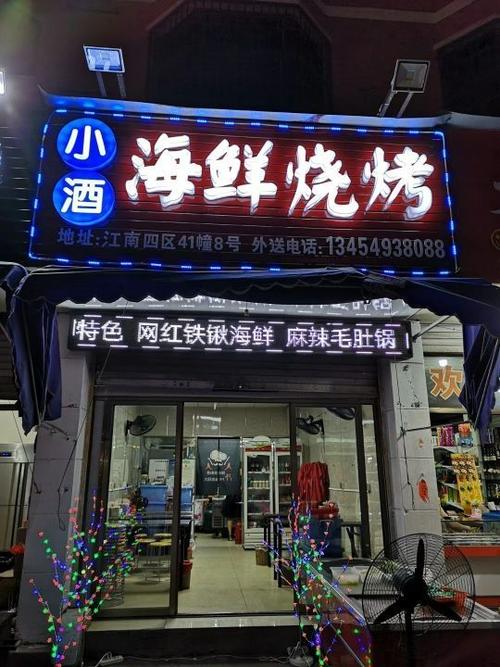 小酒
海鲜烧烤
地址:江南四区41幢8号 外送电话:13454938088
特色 网红铁锹海鲜 麻辣毛肚锅
欢